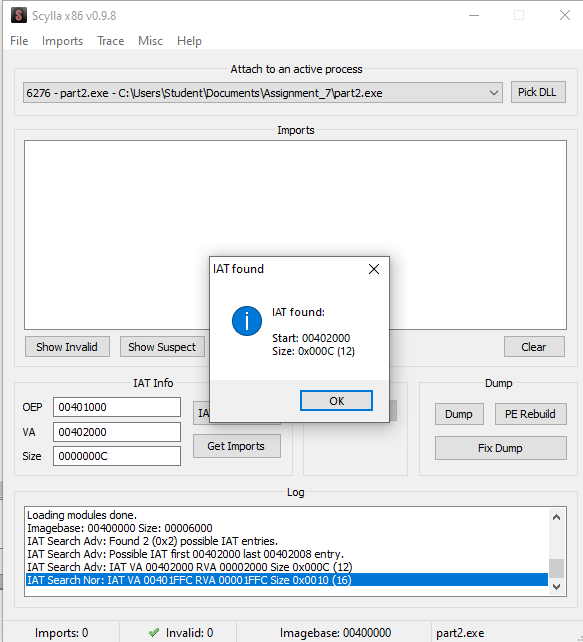 Scylla x86 v0.9.8
File Imports Trace Misc Help
Attach to an active process
6276 - part2.exe - C:\Users\Student\Documents\Assignment_7\part2.exe
Pick DLL
Imports
IAT found
IAT found:
Start: 00402000
Size: 0x000C (12)
OK
Show Invalid
Show Suspect
Clear
IAT Info
OEP 00401000
IA
VA 00402000
Size 0000000C
Get Imports
Dump
Dump
PE Rebuild
Fix Dump
Log
Loading modules done.
Imagebase: 00400000 Size: 00006000
IAT Search Adv: Found 2 (0x2) possible IAT entries.
IAT Search Adv: Possible IAT first 00402000 last 00402008 entry.
IAT Search Adv: IAT VA 00402000 RVA 00002000 Size 0x000C (12)
IAT Search Nor: IAT VA 00401FFC RVA 00001FFC Size 0x0010 (16)
Imports: 0
Invalid: 0
Imagebase: 00400000
part2.exe